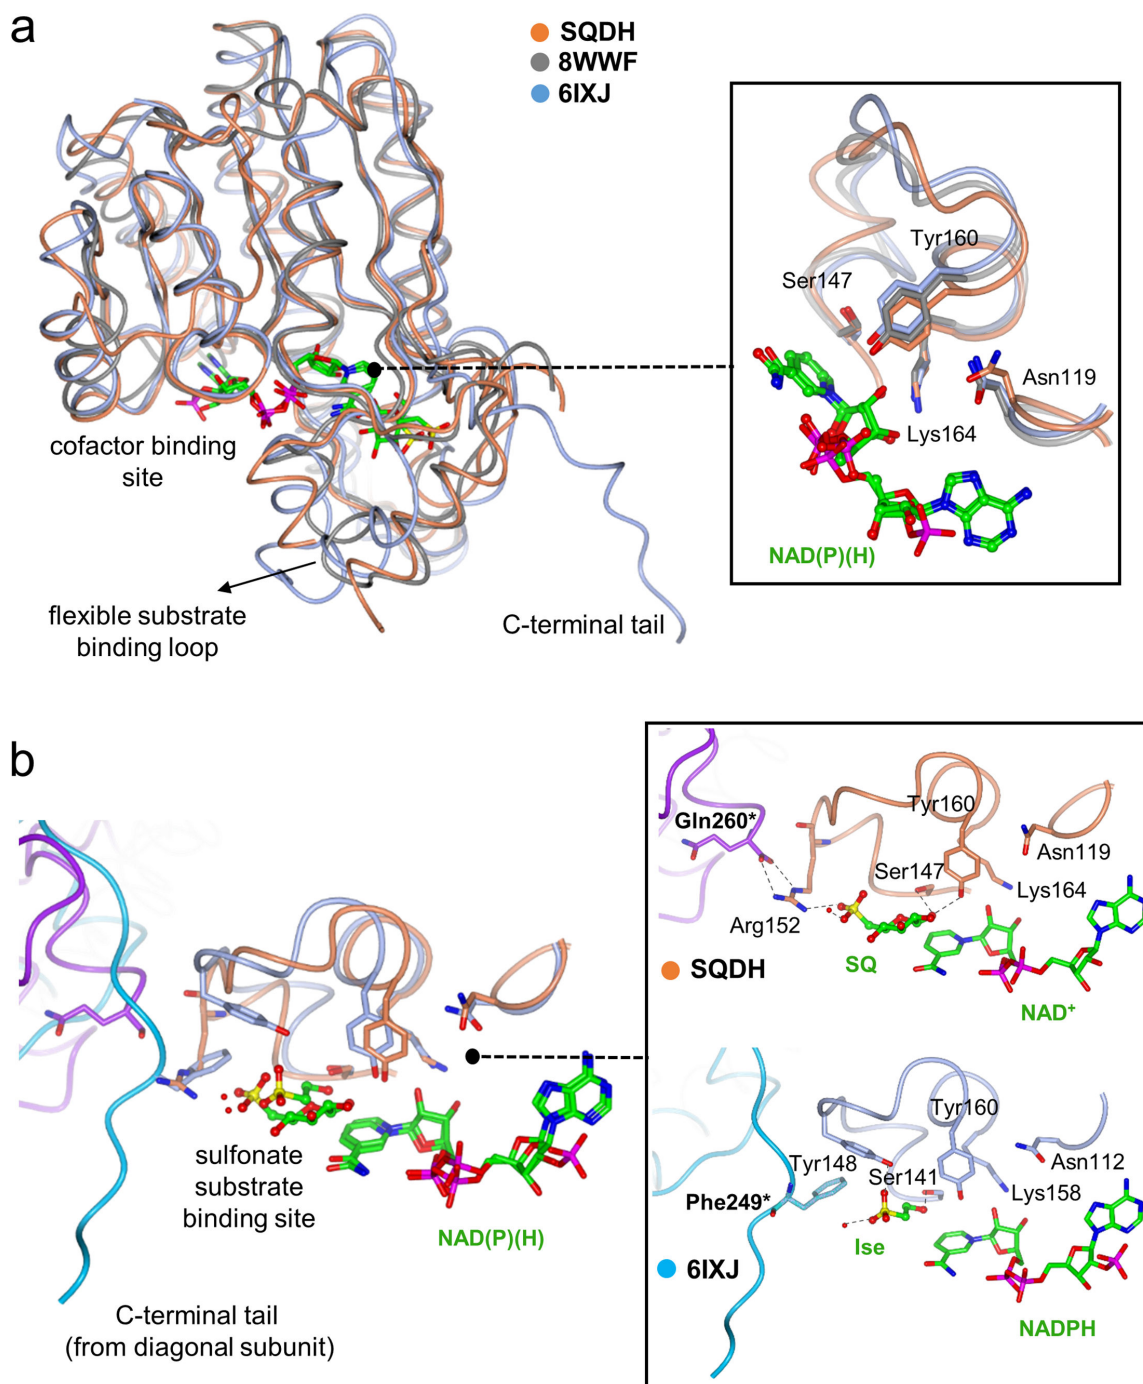 a
SQDH
8WWF
6IXJ
Tyr160
Ser147
Asn119
Lys164
NAD(P)(H)
cofactor binding
site
flexible substrate
binding loop
C-terminal tail
b
Gln260*
Tyr160
Asn119
Ser147
Lys164
Arg152
SQ
SQDH
NAD⁺
sulfonate
substrate
binding site
NAD(P)(H)
C-terminal tail
(from diagonal subunit)
Tyr160
Tyr148
Ser141
Asn112
Lys158
Phe249*
Ise
6IXJ
NADPH